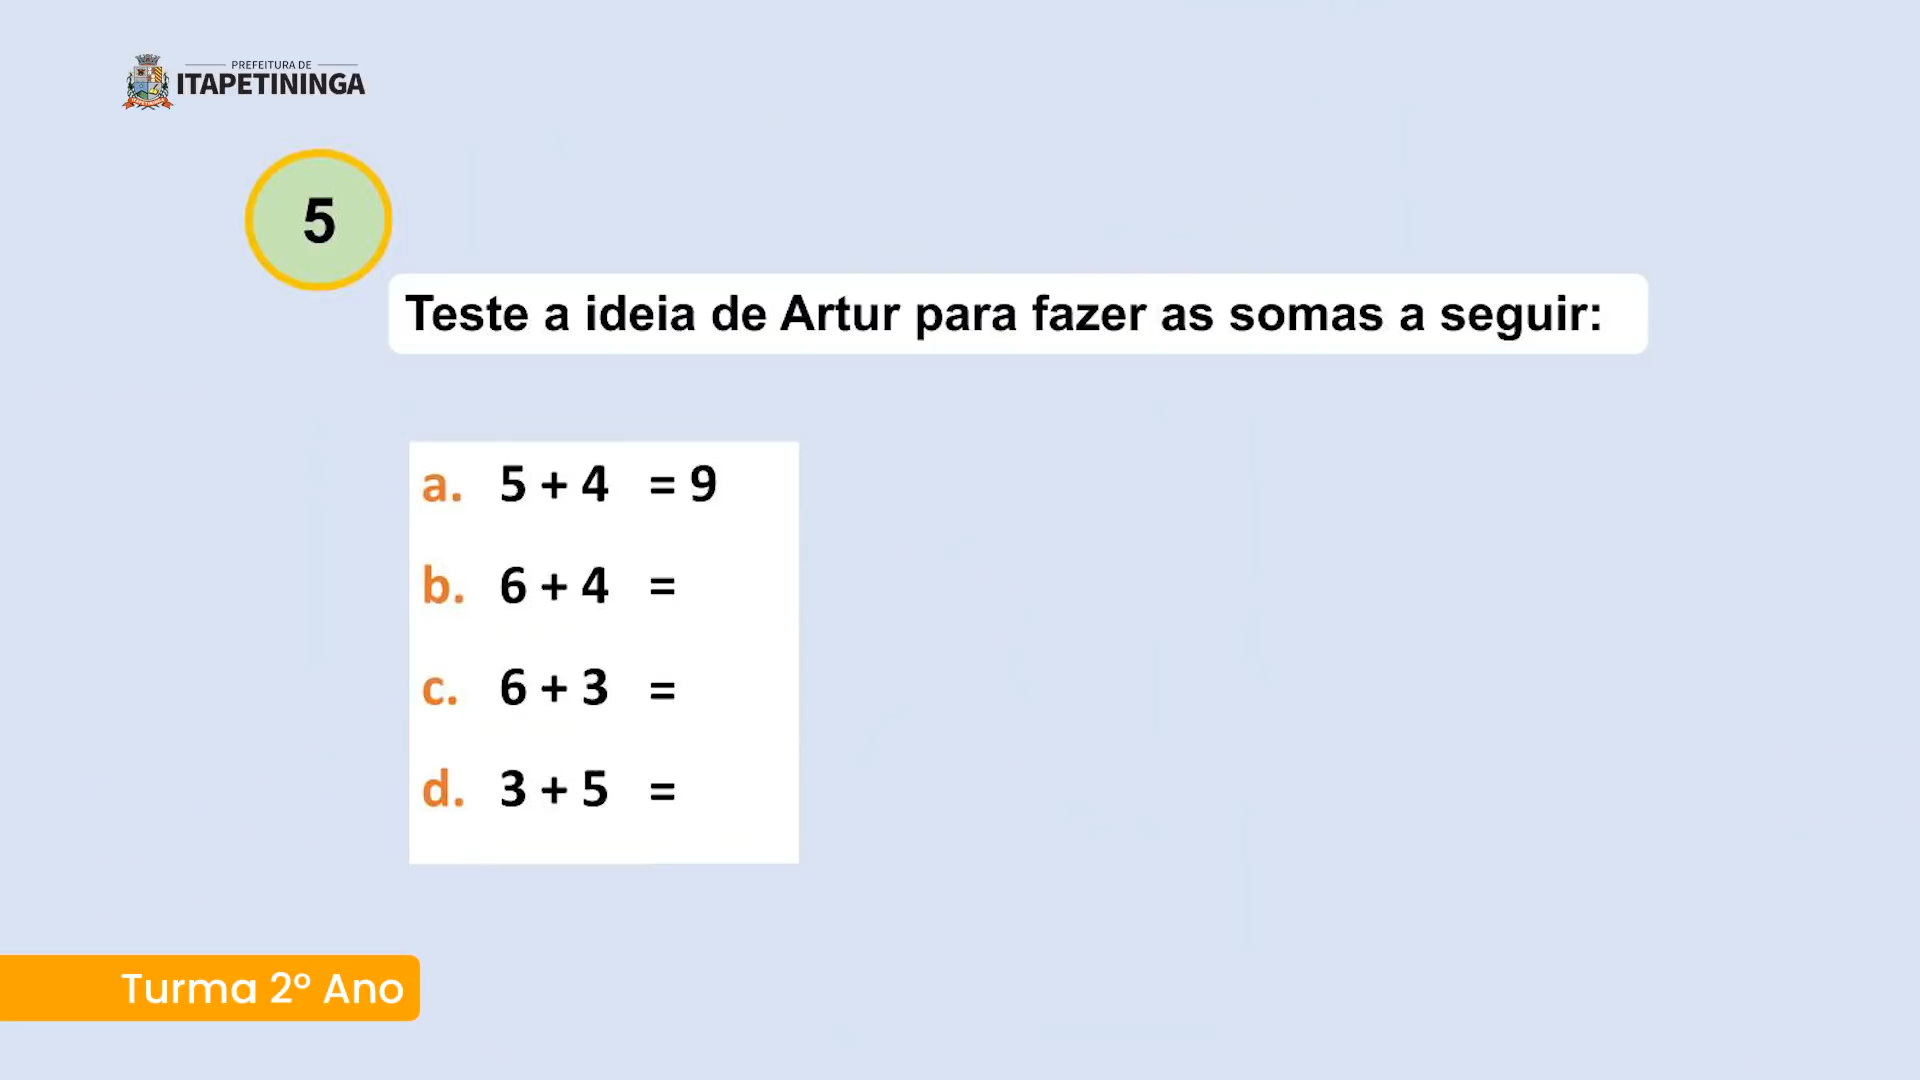 PREFEITURA DE
ITAPETININGA
5
Teste a ideia de Artur para fazer as somas a seguir:
a. 5 + 4 = 9
b. 6 + 4 =
c. 6 + 3 =
d. 3 + 5 =
Turma 2º Ano